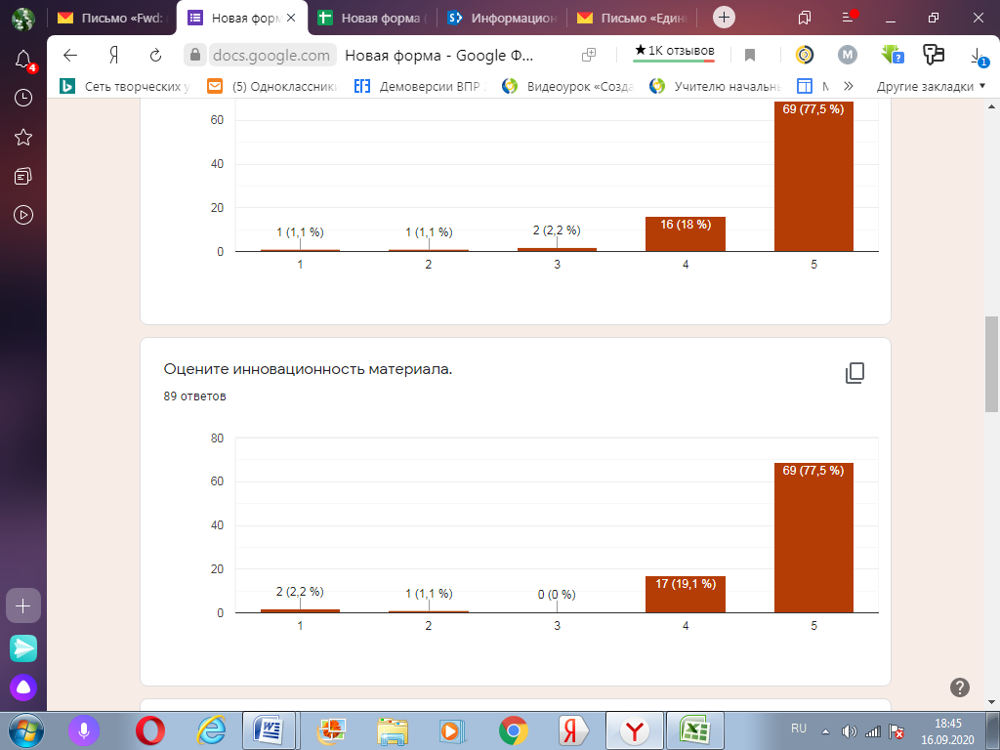 Письмо «Fwd:
Новая форм
Новая форма (
Информацион
Письмо «Един
docs.google.com
Новая форма - Google Ф...
★1K отзывов
M
?
1
4
Сеть творческих у
(5) Одноклассник
Демоверсии ВПР
Видеоурок «Созда
Учителю начальн
Другие закладки
60
40
20
0
1 (1,1 %)
1 (1,1 %)
2 (2,2 %)
16 (18 %)
69 (77,5 %)
1
2
3
4
5
Оцените инновационность материала.
89 ответов
80
60
40
20
0
2 (2,2 %)
1 (1,1 %)
0 (0 %)
17 (19,1 %)
69 (77,5 %)
1
2
3
4
5
?
RU
18:45
16.09.2020